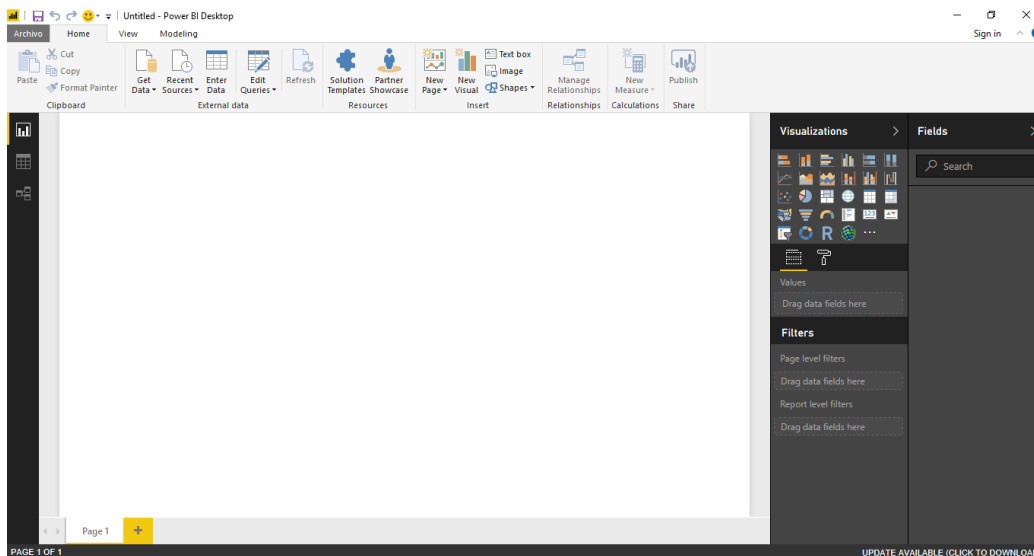 Untitled - Power BI Desktop
Archivo Home View Modeling Sign in
Paste
Cut
Copy
Format Painter
Get Data
Recent Sources
Enter Data
Edit Queries
Refresh
Solution Templates
Partner Showcase
New Page
New Visual
Text box
Image
Shapes
Manage Relationships
New Measure
Publish
Clipboard External data Resources Insert Relationships Calculations Share
Visualizations
Fields
Search
123
R
Values
Drag data fields here
Filters
Page level filters
Drag data fields here
Report level filters
Drag data fields here
Page 1
PAGE 1 OF 1
UPDATE AVAILABLE (CLICK TO DOWNLOA